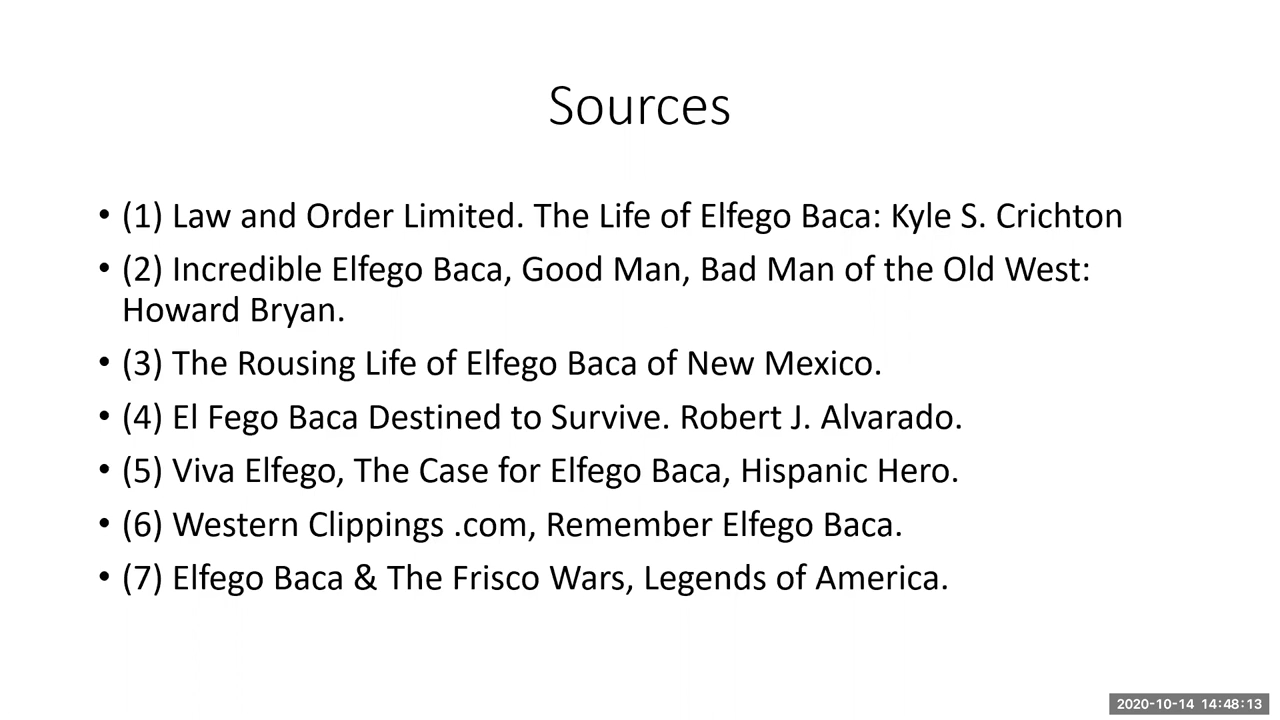 Sources
• (1) Law and Order Limited. The Life of Elfego Baca: Kyle S. Crichton
• (2) Incredible Elfego Baca, Good Man, Bad Man of the Old West:
Howard Bryan.
• (3) The Rousing Life of Elfego Baca of New Mexico.
• (4) El Fego Baca Destined to Survive. Robert J. Alvarado.
• (5) Viva Elfego, The Case for Elfego Baca, Hispanic Hero.
• (6) Western Clippings .com, Remember Elfego Baca.
• (7) Elfego Baca & The Frisco Wars, Legends of America.
2020-10-14 14:48:13